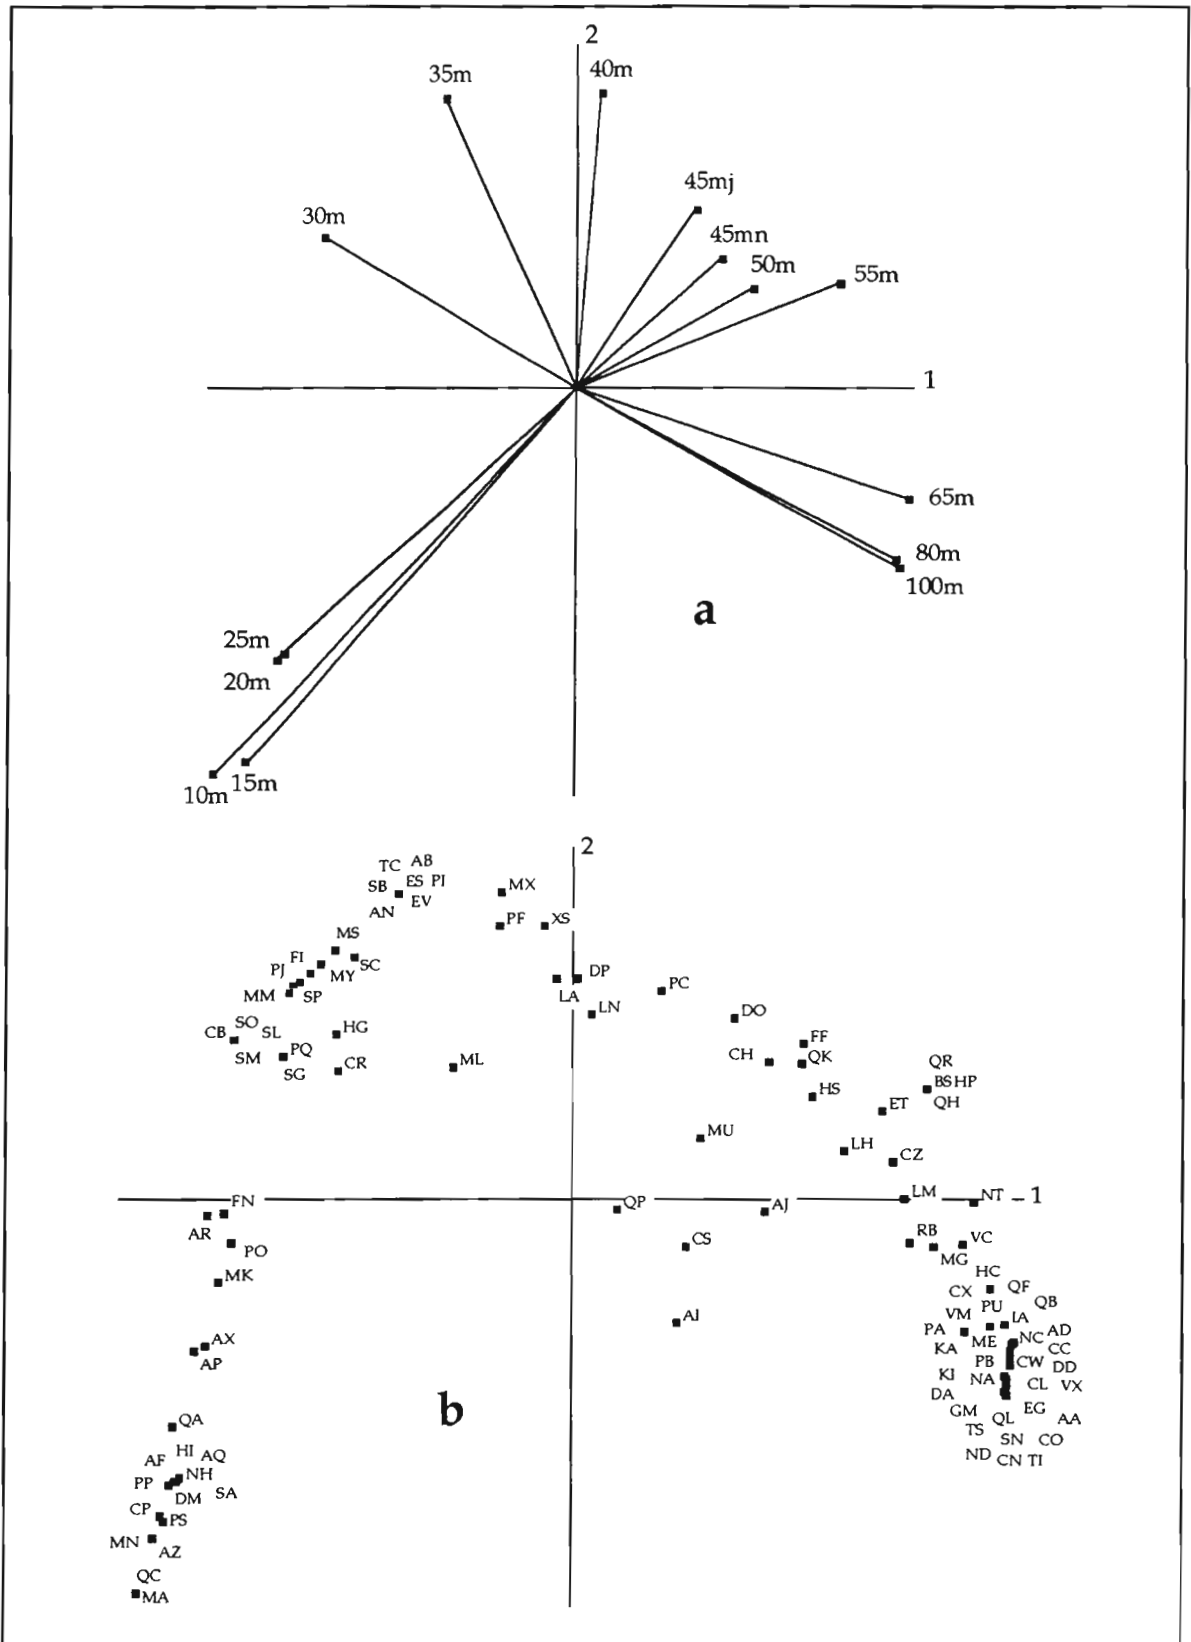 2
35m
40m
45mj
30m
45mn
50m
55m
1
65m
80m
100m
a
25m
20m
10m 15m
2
TC AB
SB ES PI
AN EV
MX
PF XS
MS
FI SC
PJ MY
MM SP
DP
LA
LN
PC
DO
SO
CB SL
HG
SM PQ
SG
CR
ML
FF
CH QK
QR
BS HP
HS
ET QH
MU
LH
CZ
FN
QP
AJ
LM
NT
1
AR
PO
CS
RB VC
MG
MK
HC
CX QF
PU QB
AI
VM IA
PA ME NC AD
KA CC
AX
AP
PB CW DD
KI NA CL VX
DA
b
GM QL EG AA
QA
TS SN CO
HI AQ
AF
ND CN TI
NH
PP
DM SA
CP PS
MN AZ
QC
MA